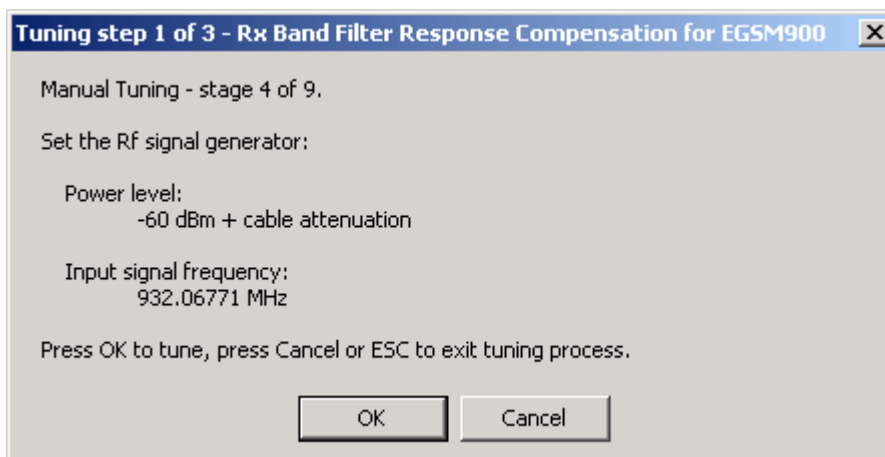 Tuning step 1 of 3 - Rx Band Filter Response Compensation for EGSM900
Manual Tuning - stage 4 of 9.
Set the Rf signal generator:
Power level:
-60 dBm + cable attenuation
Input signal frequency:
932.06771 MHz
Press OK to tune, press Cancel or ESC to exit tuning process.
OK
Cancel